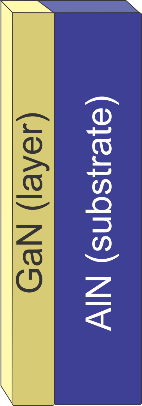 GaN (layer)
AlN (substrate)